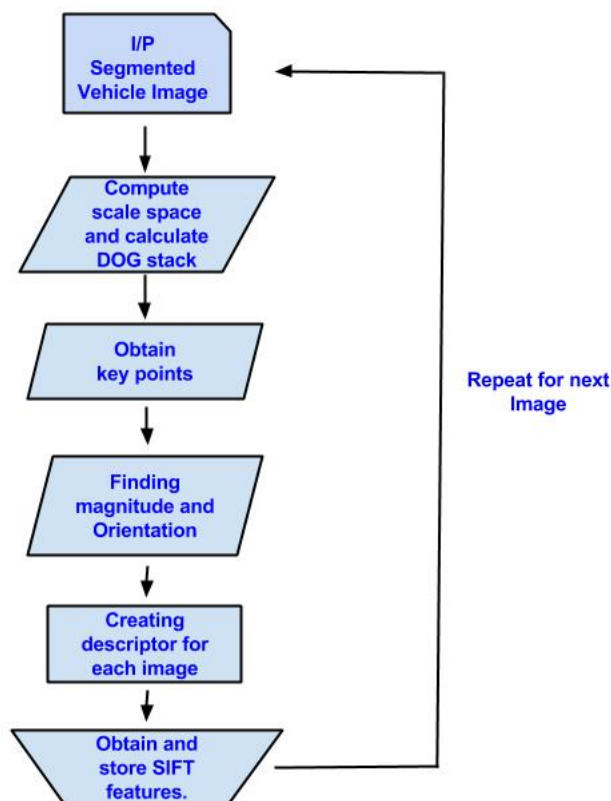 I/P
Segmented
Vehicle Image
Compute
scale space
and calculate
DOG stack
Obtain
key points
Finding
magnitude and
Orientation
Creating
descriptor for
each image
Obtain and
store SIFT
features.
Repeat for next
Image